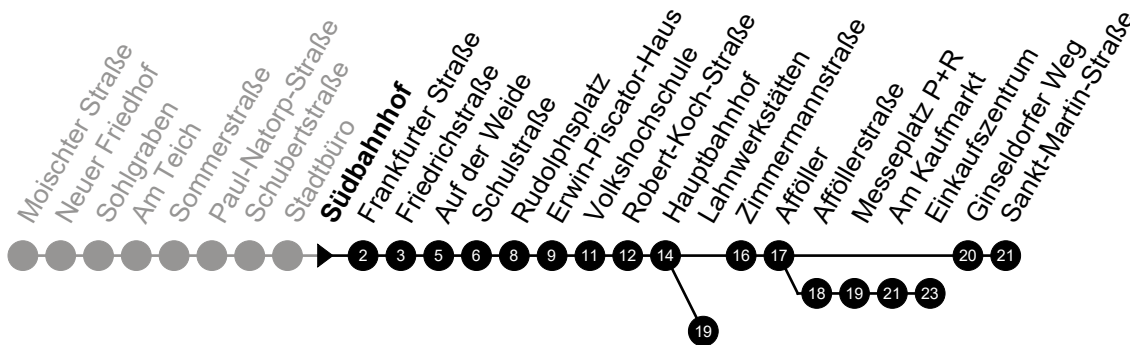 Moischter Straße
Neuer Friedhof
Sohlgraben
Am Teich
Sommerstraße
Paul-Natorp-Straße
Schubertstraße
Stadtbüro
Südbahnhof
Frankfurter Straße
Friedrichstraße
Auf der Weide
Schulstraße
Rudolphsplatz
Erwin-Piscator-Haus
Volkshochschule
Robert-Koch-Straße
Hauptbahnhof
Lahnwerkstätten
Zimmermannstraße
Afföller
Afföllerstraße
Messeplatz P+R
Am Kaufmarkt
Einkaufszentrum
Ginseldorfer Weg
Sankt-Martin-Straße
2 3 5 6 8 9 11 12 14 16 17 20 21
18 19 21 23
19